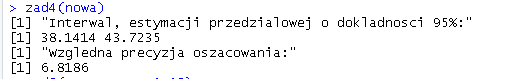 > zad4(nowa)
[1] "Interwal, estymacji przedzialowej o dokladnosci 95%:"
[1] 38.1414 43.7235
[1] "Wzgledna precyzja oszacowania:"
[1] 6.8186